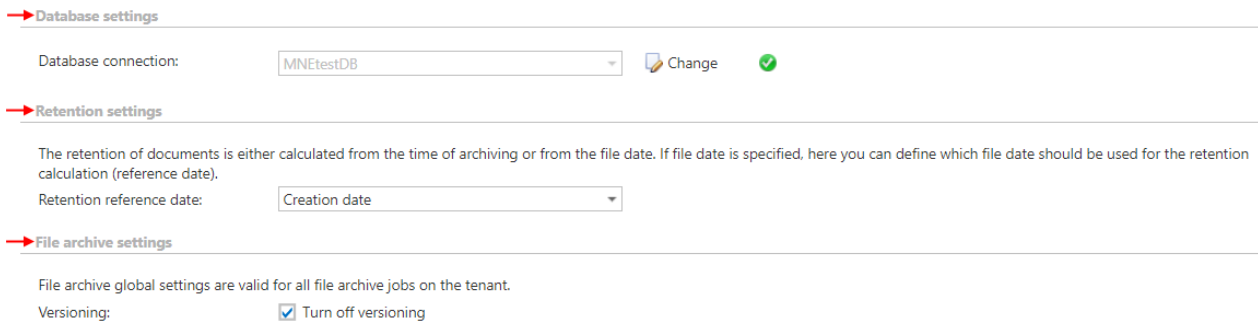 Database settings
Database connection: MNEtestDB Change
Retention settings
The retention of documents is either calculated from the time of archiving or from the file date. If file date is specified, here you can define which file date should be used for the retention
calculation (reference date).
Retention reference date: Creation date
File archive settings
File archive global settings are valid for all file archive jobs on the tenant.
Versioning: Turn off versioning